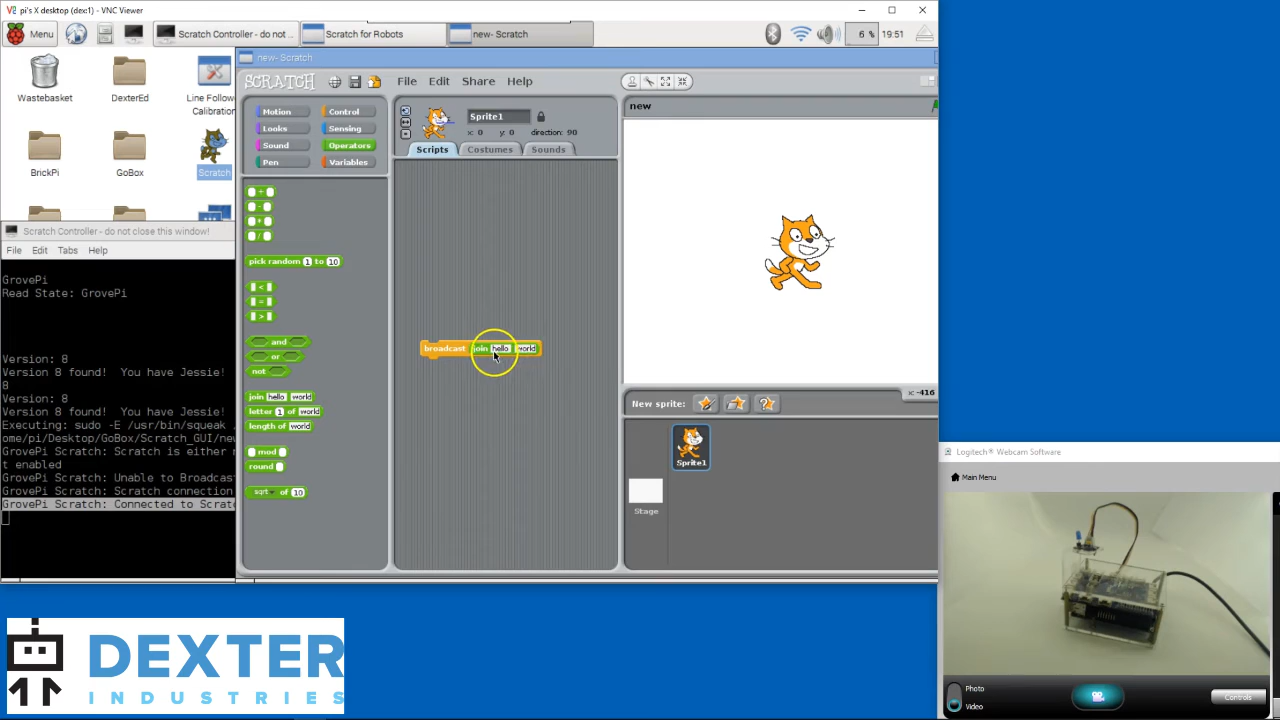 pi's X desktop (dex:1) - VNC Viewer
Menu
Scratch Controller - do not ...
Scratch for Robots
new- Scratch
6 %
19:51
Wastebasket
DexterEd
Line Follow
Calibration
BrickPi
GoBox
Scratch
new- Scratch
SCRATCH
File
Edit
Share
Help
Motion
Control
Looks
Sensing
Sound
Operators
Pen
Variables
Sprite1
x: 0
y: 0
direction: 90
Scripts
Costumes
Sounds
new
+
-
*
/
pick random 1 to 10
<
=
>
and
or
not
join hello world
letter 1 of world
length of world
mod
round
sqrt of 10
broadcast join hello world
x: -416
New sprite:
Sprite1
Stage
Scratch Controller - do not close this window!
File Edit Tabs Help
GrovePi
Read State: GrovePi
Version: 8
Version 8 found! You have Jessie!
8
Version: 8
Version 8 found! You have Jessie!
Executing: sudo -E /usr/bin/squeak
ome/pi/Desktop/GoBox/Scratch_GUI/new
GrovePi Scratch: Scratch is either
t enabled
GrovePi Scratch: Unable to Broadcas
GrovePi Scratch: Scratch connection
GrovePi Scratch: Connected to Scrat
Logitech® Webcam Software
Main Menu
Photo
Video
Controls
DEXTER
INDUSTRIES